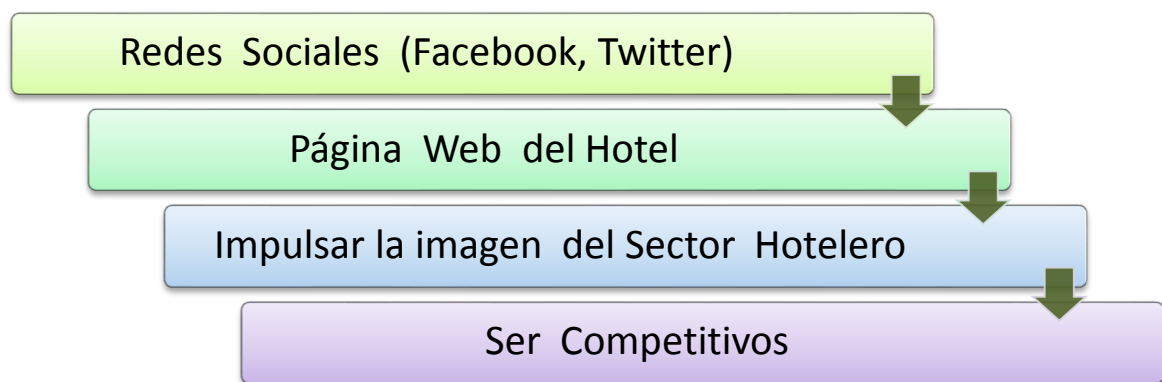 Redes Sociales (Facebook, Twitter)
Página Web del Hotel
Impulsar la imagen del Sector Hotelero
Ser Competitivos